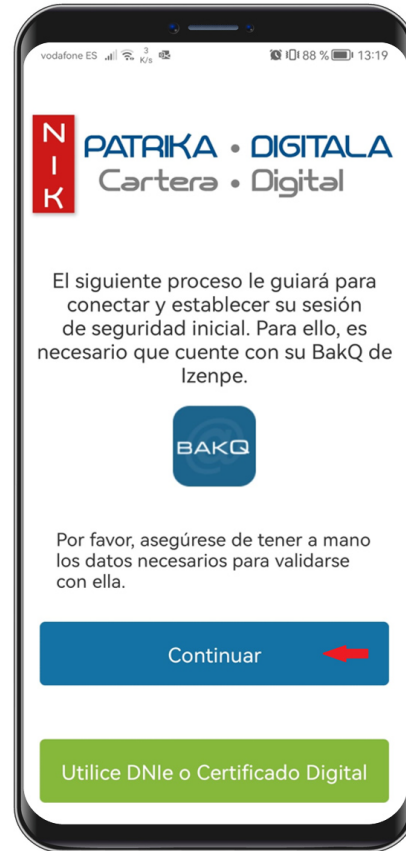 vodafone ES 3 K/s 88 % 13:19
NIK
PATRIKA • DIGITALA
Cartera • Digital
El siguiente proceso le guiará para
conectar y establecer su sesión
de seguridad inicial. Para ello, es
necesario que cuente con su BakQ de
Izenpe.
BAKQ
Por favor, asegúrese de tener a mano
los datos necesarios para validarse
con ella.
Continuar
Utilice DNIe o Certificado Digital